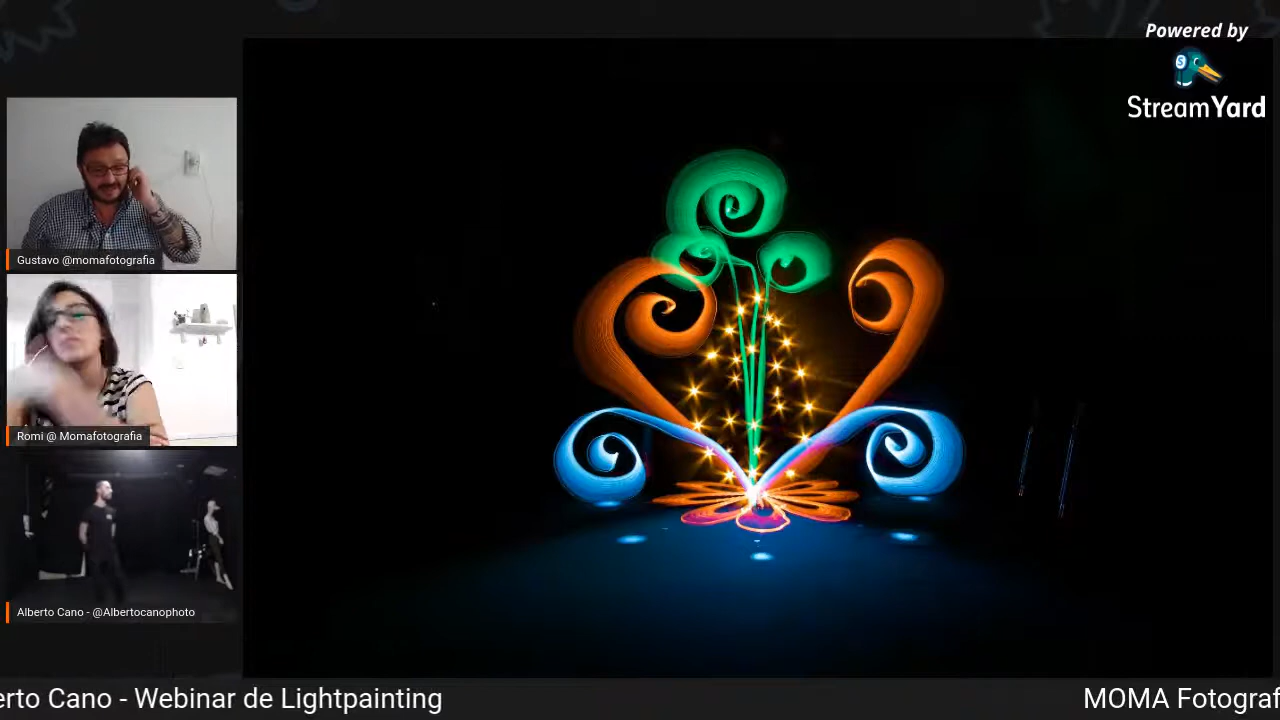 Powered by
StreamYard
Gustavo @momafotografia
Romi @ Momafotografia
Alberto Cano - @Albertocanophoto
erto Cano - Webinar de Lightpainting
MOMA Fotograf